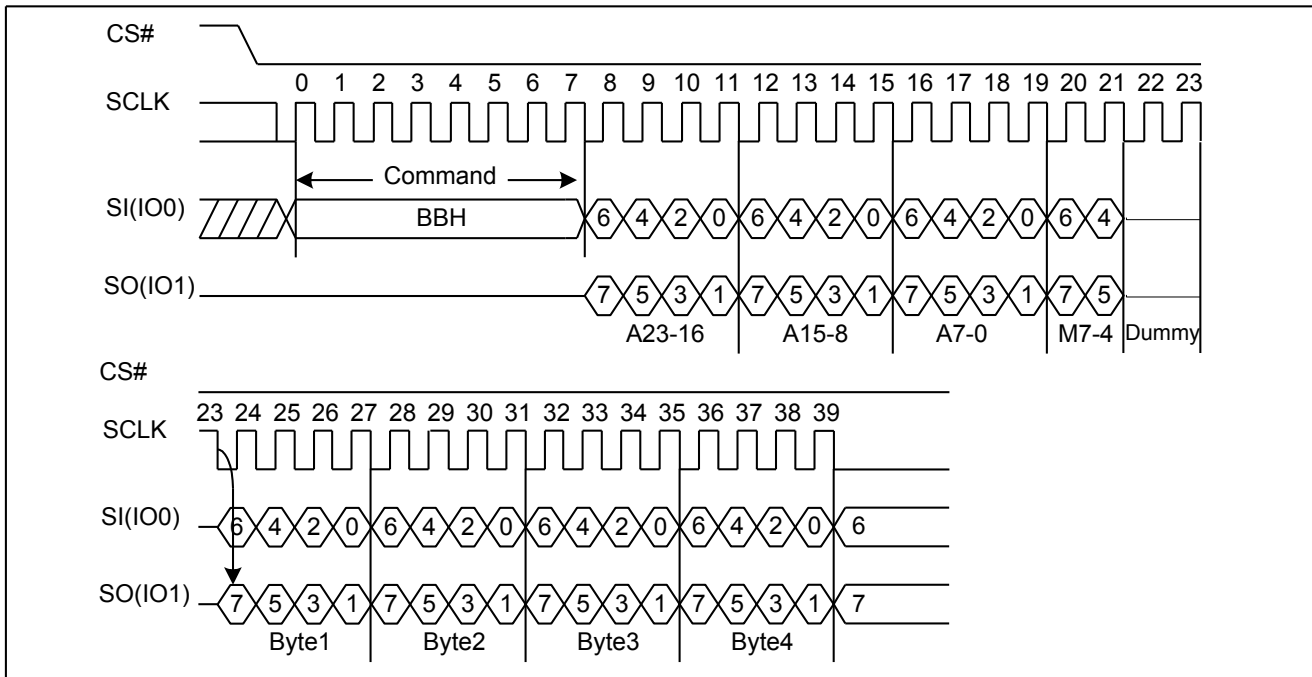 CS#
0 1 2 3 4 5 6 7 8 9 10 11 12 13 14 15 16 17 18 19 20 21 22 23
SCLK
Command
SI(IO0)
BBH
6 4 2 0 6 4 2 0 6 4 2 0 6 4
SO(IO1)
7 5 3 1 7 5 3 1 7 5 3 1 7 5
A23-16 A15-8 A7-0 M7-4 Dummy
CS#
23 24 25 26 27 28 29 30 31 32 33 34 35 36 37 38 39
SCLK
SI(IO0)
6 4 2 0 6 4 2 0 6 4 2 0 6 4 2 0 6
SO(IO1)
7 5 3 1 7 5 3 1 7 5 3 1 7 5 3 1 7
Byte1 Byte2 Byte3 Byte4